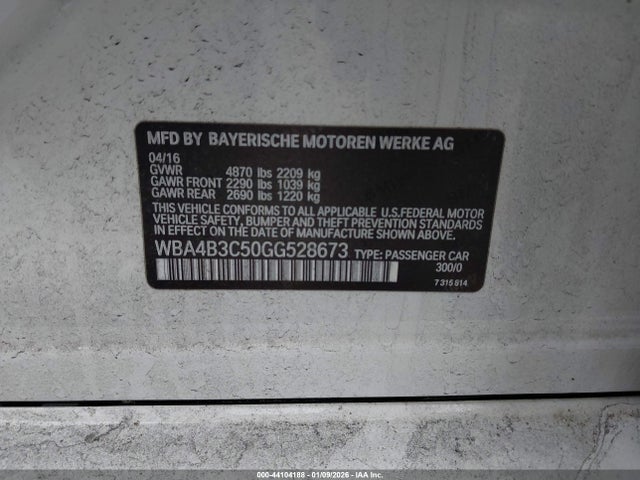 MFD BY BAYERISCHE MOTOREN WERKE AG
04/16
GVWR 4870 lbs 2209 kg
GAWR FRONT 2290 lbs 1039 kg
GAWR REAR 2690 lbs 1220 kg
THIS VEHICLE CONFORMS TO ALL APPLICABLE U.S.FEDERAL MOTOR
VEHICLE SAFETY, BUMPER, AND THEFT PREVENTION STANDARDS
IN EFFECT ON THE DATE OF MANUFACTURE SHOWN ABOVE.
WBA4B3C50GG528673 TYPE: PASSENGER CAR
300/0
7 315 614
000-44104188 - 01/09/2026 - IAA Inc.